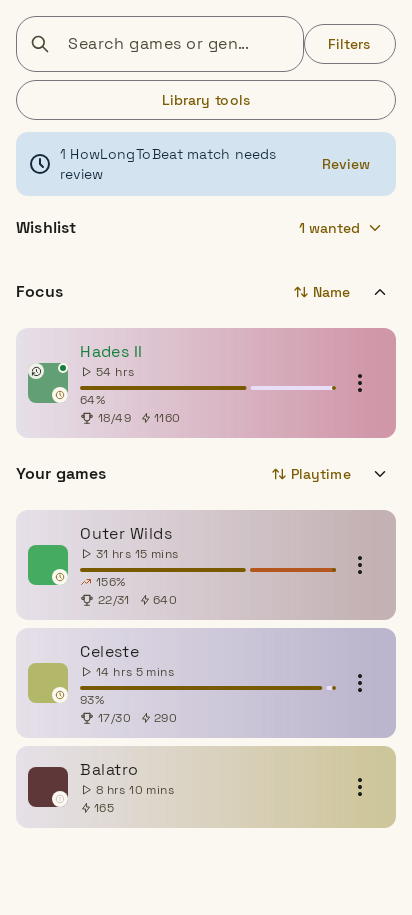 Search games or gen...
Filters
Library tools
1 HowLongToBeat match needs
review
Review
Wishlist
1 wanted
Focus
Name
Hades II
54 hrs
64%
18/49 1160
Your games
Playtime
Outer Wilds
31 hrs 15 mins
156%
22/31 640
Celeste
14 hrs 5 mins
93%
17/30 290
Balatro
8 hrs 10 mins
165